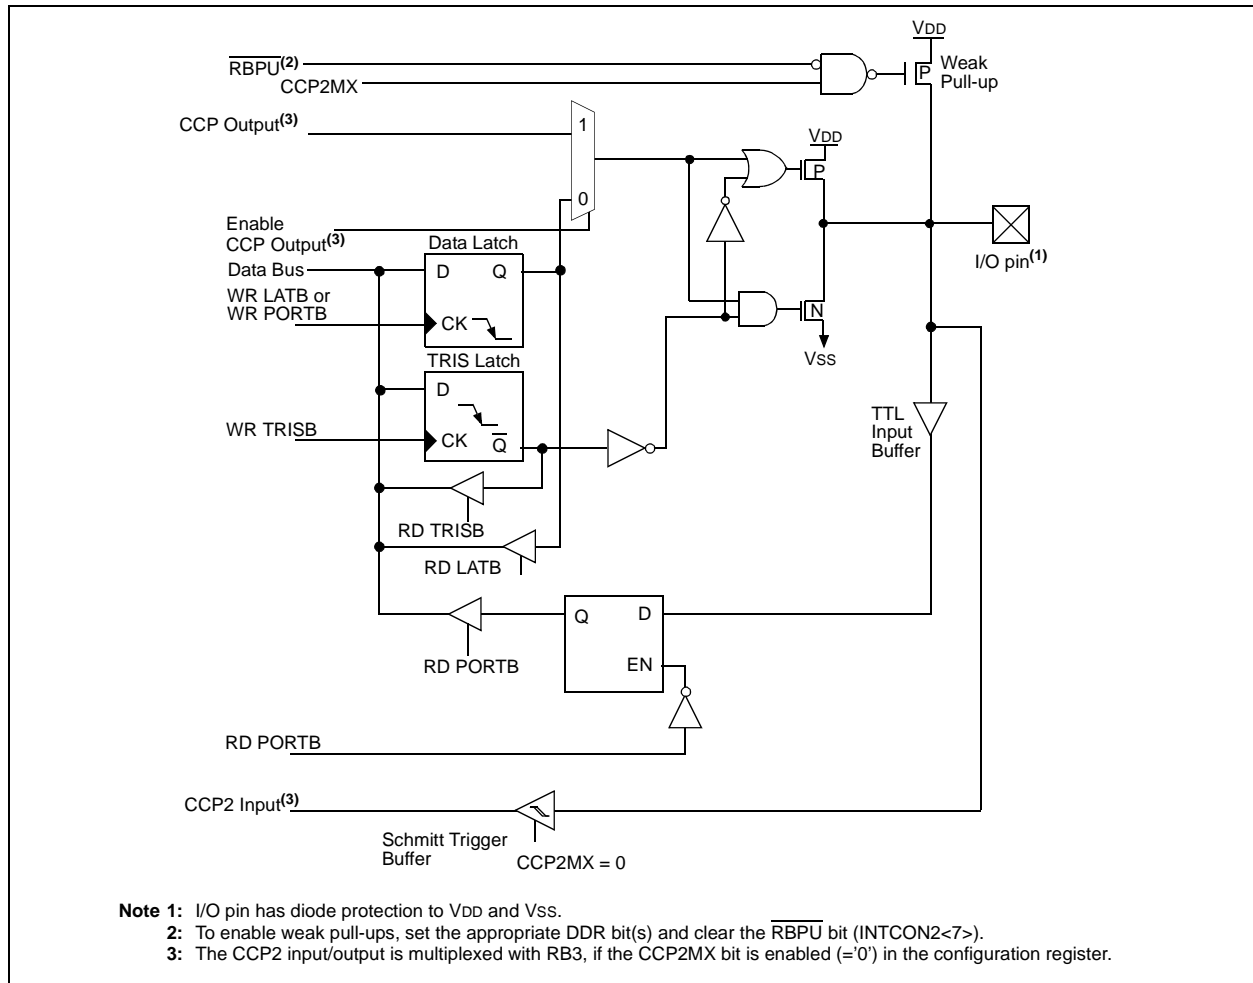 VDD
RBPU(2)
CCP2MX
P
Weak
Pull-up
CCP Output(3)
1
VDD
P
0
Enable
CCP Output(3)
I/O pin(1)
Data Latch
Data Bus
D Q
WR LATB or
WR PORTB
CK
N
VSS
TRIS Latch
D
TTL
Input
Buffer
WR TRISB
CK Q
RD TRISB
RD LATB
Q D
RD PORTB
EN
RD PORTB
CCP2 Input(3)
Schmitt Trigger
Buffer
CCP2MX = 0
Note 1: I/O pin has diode protection to VDD and VSS.
2: To enable weak pull-ups, set the appropriate DDR bit(s) and clear the RBPU bit (INTCON2<7>).
3: The CCP2 input/output is multiplexed with RB3, if the CCP2MX bit is enabled (='0') in the configuration register.